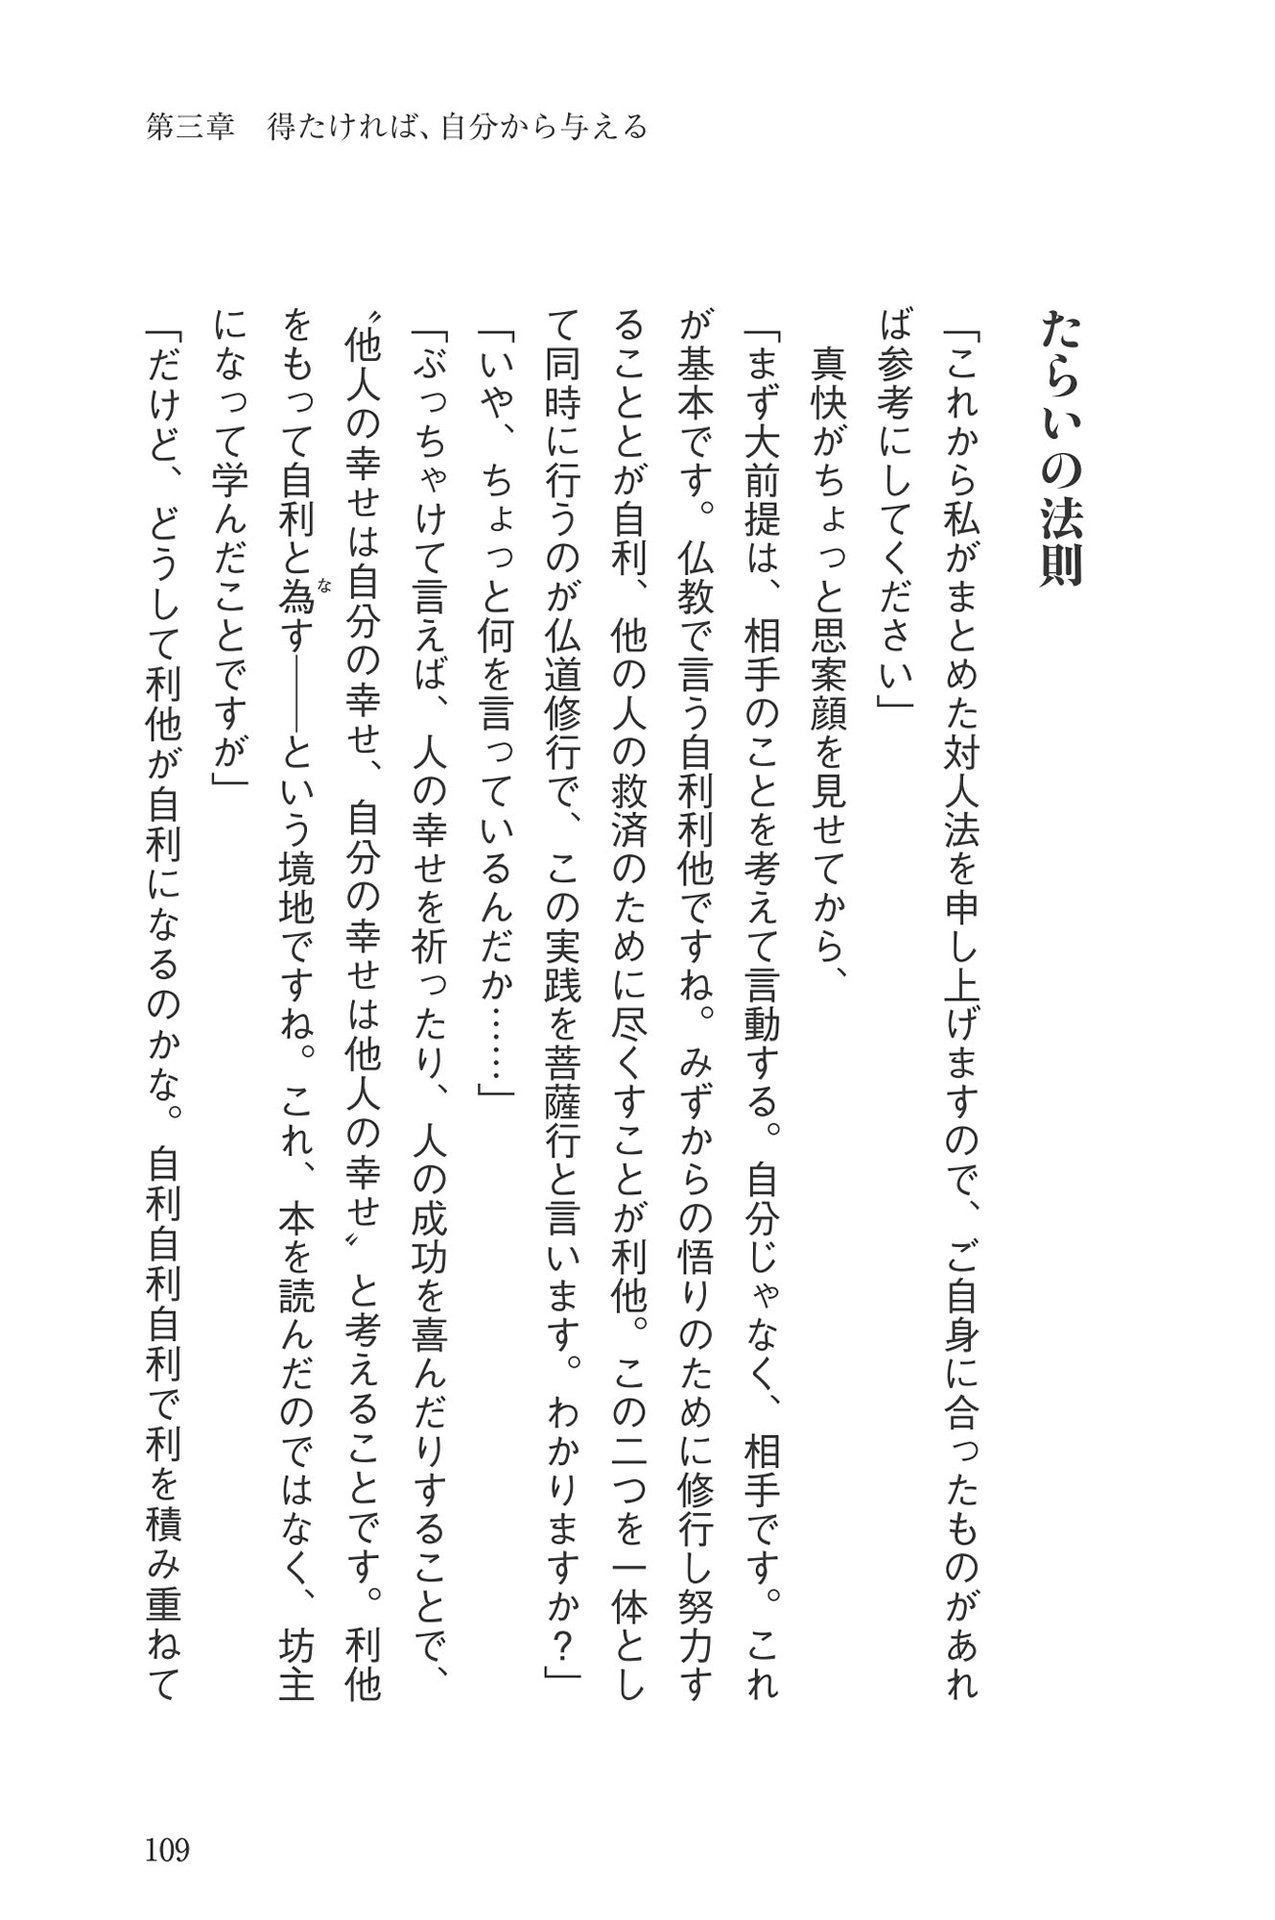 第三章　得たければ、自分から与える
たらいの法則
「これから私がまとめた対人法を申し上げますので、ご自身に合ったものがあれ
ば参考にしてください」
　真快がちょっと思案顔を見せてから、
「まず大前提は、相手のことを考えて言動する。自分じゃなく、相手です。これ
が基本です。仏教で言う自利利他ですね。みずからの悟りのために修行し努力す
ることとが自利、他の人の救済のために尽くすことが利他。この二つを一体とし
て同時に行うのが仏道修行で、この実践を菩薩行と言います。わかりますか？」
「いや、ちょっと何を言っているんだか……」
「ぶっちゃけて言えば、人の幸せを祈ったり、人の成功を喜んだりすることで、
〝他人の幸せは自分の幸せ、自分の幸せは他人の幸せ〟と考えることです。利他
をもって自利と為す――という境地ですね。これ、本を読んだのではなく、坊主
な
になって学んだことですが」
「だけど、どうして利他が自利になるのかな。自利自利自利で利を積み重ねて
109